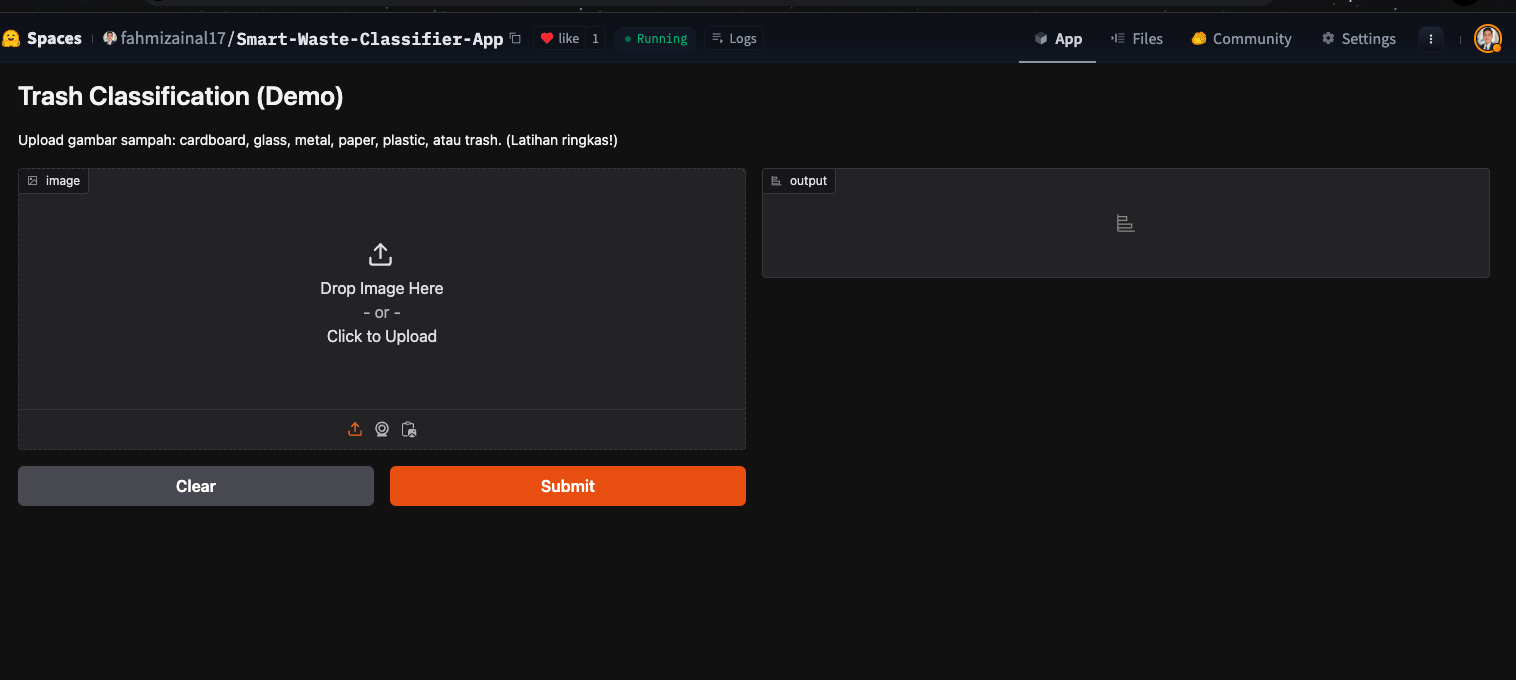 Spaces fahmizainal17/Smart-Waste-Classifier-App like 1 Running Logs App Files Community Settings
Trash Classification (Demo)
Upload gambar sampah: cardboard, glass, metal, paper, plastic, atau trash. (Latihan ringkas!)
image
output
Drop Image Here
- or -
Click to Upload
Clear
Submit